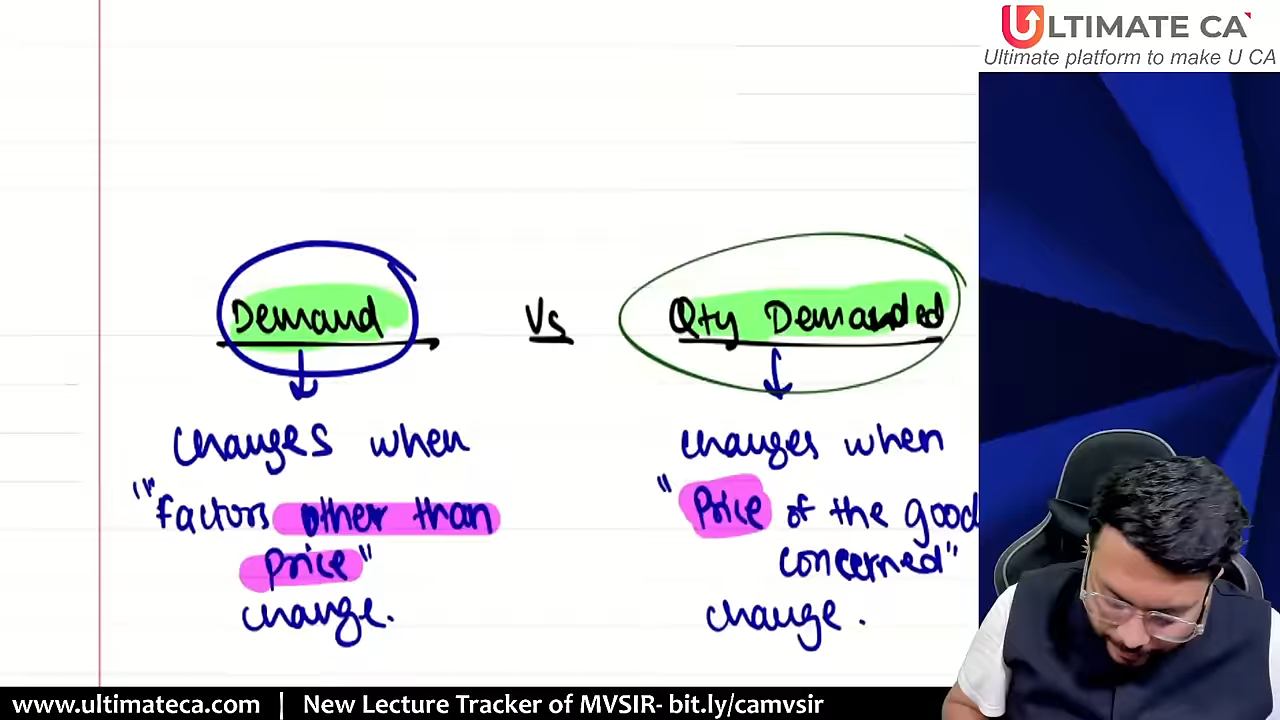 ULTIMATE CA
Ultimate platform to make U CA
Demand Vs Qty Demanded
changes when
"factors other than
price"
change.
changes when
"Price of the good
concerned"
change.
www.ultimateca.com | New Lecture Tracker of MVSIR- bit.ly/camvsir